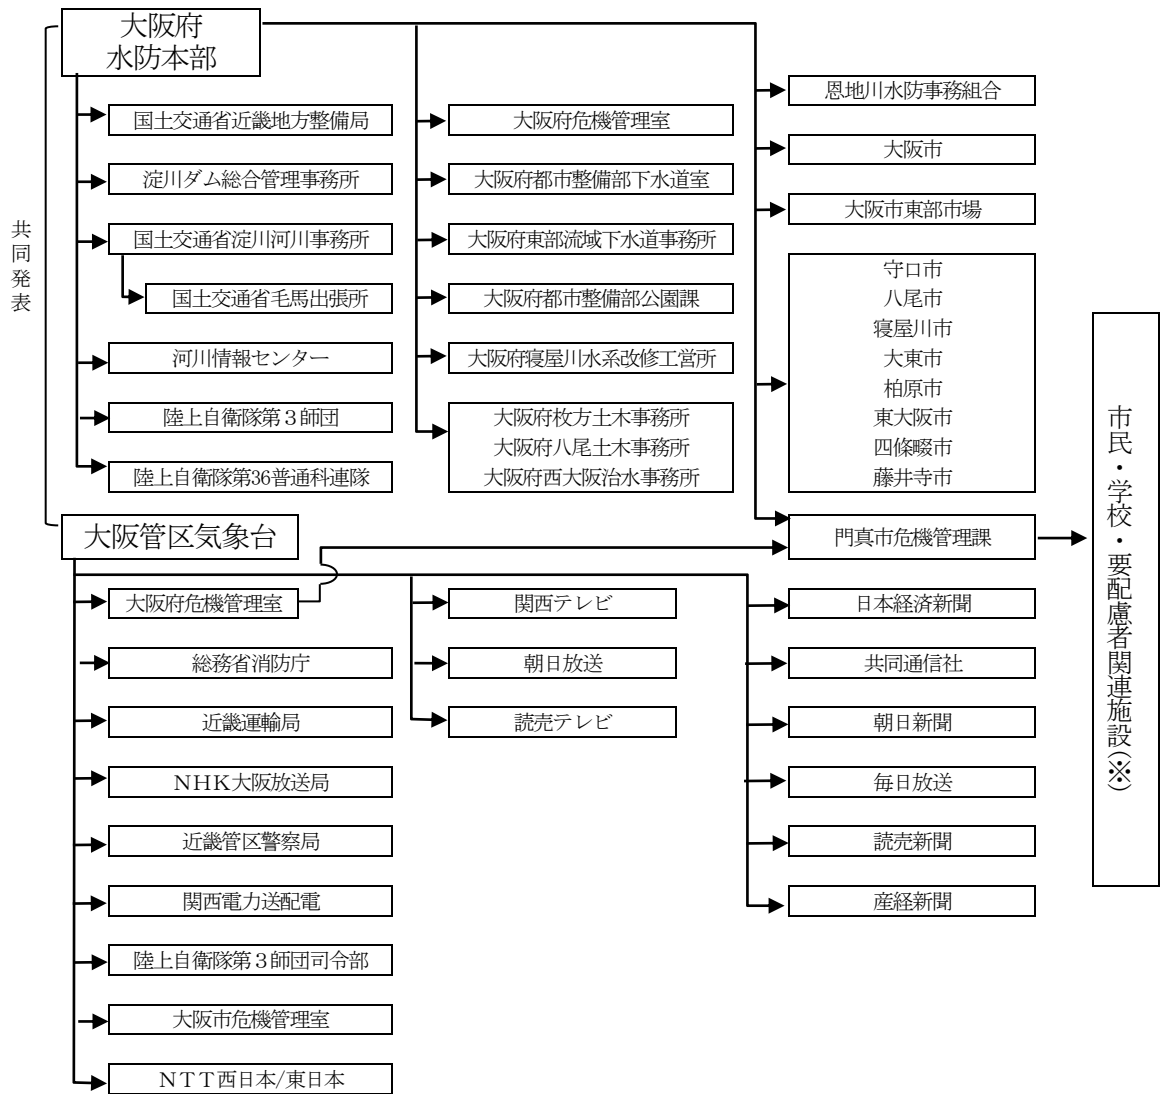 大阪府
水防本部
共同発表
国土交通省近畿地方整備局
淀川ダム総合管理事務所
国土交通省淀川河川事務所
国土交通省毛馬出張所
河川情報センター
陸上自衛隊第３師団
陸上自衛隊第36普通科連隊
大阪府危機管理室
大阪府都市整備部下水道室
大阪府東部流域下水道事務所
大阪府都市整備部公園課
大阪府寝屋川水系改修工営所
大阪府枚方土木事務所
大阪府八尾土木事務所
大阪府西大阪治水事務所
恩地川水防事務組合
大阪市
大阪市東部市場
守口市
八尾市
寝屋川市
大東市
柏原市
東大阪市
四條畷市
藤井寺市
門真市危機管理課
市民・学校・要配慮者関連施設(※)
大阪管区気象台
大阪府危機管理室
総務省消防庁
近畿運輸局
ＮＨＫ大阪放送局
近畿管区警察局
関西電力送配電
陸上自衛隊第３師団司令部
大阪市危機管理室
ＮＴＴ西日本/東日本
関西テレビ
朝日放送
読売テレビ
日本経済新聞
共同通信社
朝日新聞
毎日放送
読売新聞
産経新聞